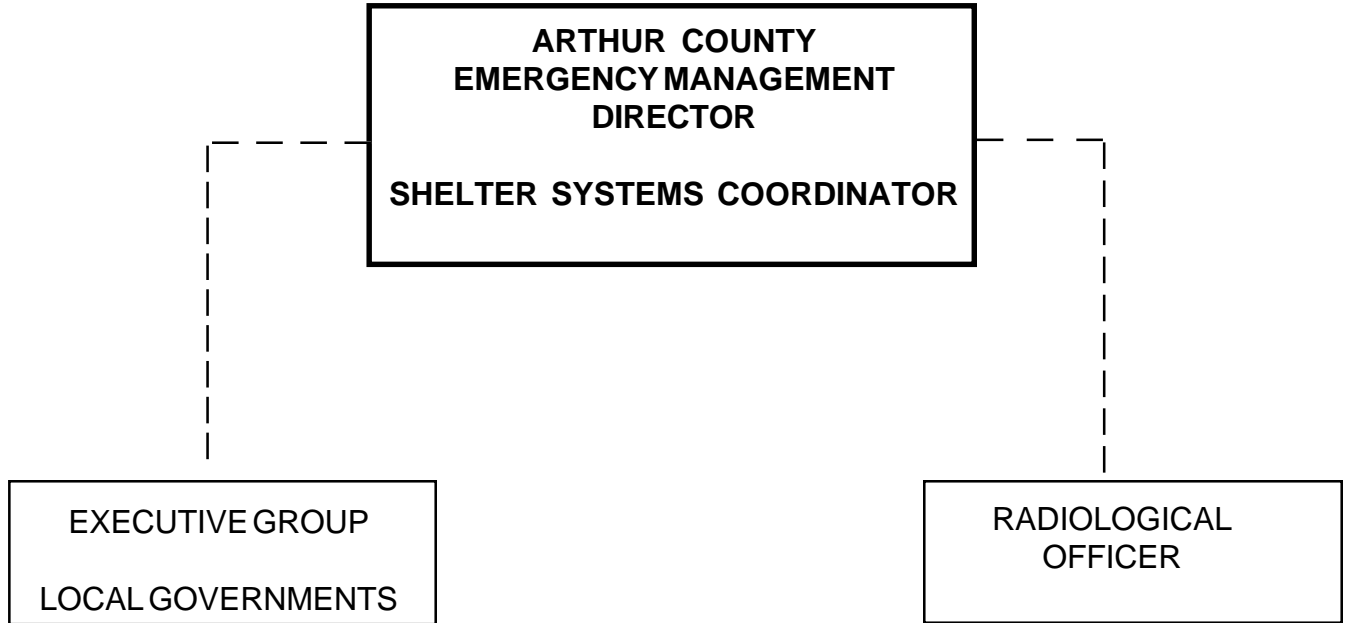 ARTHUR COUNTY
EMERGENCY MANAGEMENT
DIRECTOR
SHELTER SYSTEMS COORDINATOR
EXECUTIVE GROUP
LOCAL GOVERNMENTS
RADIOLOGICAL
OFFICER